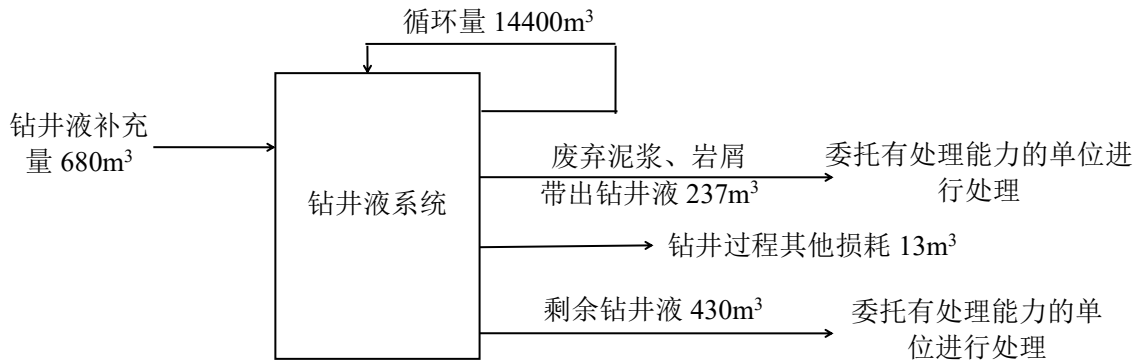 循环量 14400m³
钻井液补充
量 680m³
钻井液系统
废弃泥浆、岩屑
带出钻井液 237m³
委托有处理能力的单位进
行处理
钻井过程其他损耗 13m³
剩余钻井液 430m³
委托有处理能力的单
位进行处理